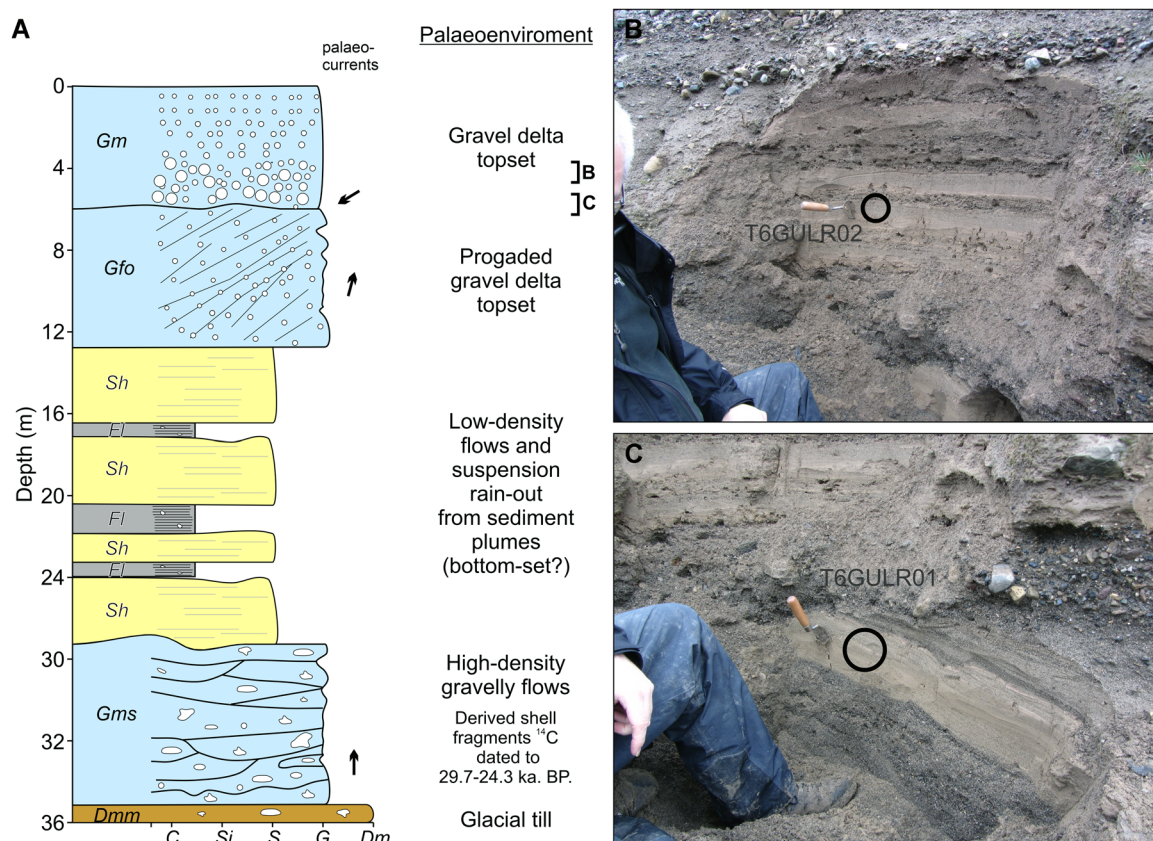 A
palaeo-
currents
Palaeoenviroment
0
4
8
12
16
20
24
30
32
36
Depth (m)
Gm
Gfo
Sh
Fl
Sh
Fl
Sh
Fl
Sh
Gms
Dmm
C
Si
S
G
Dm
Gravel delta
topset
B
C
Progaded
gravel delta
topset
Low-density
flows and
suspension
rain-out
from sediment
plumes
(bottom-set?)
High-density
gravelly flows
Derived shell
fragments ¹⁴C
dated to
29.7-24.3 ka. BP.
Glacial till
B
T6GULR02
C
T6GULR01